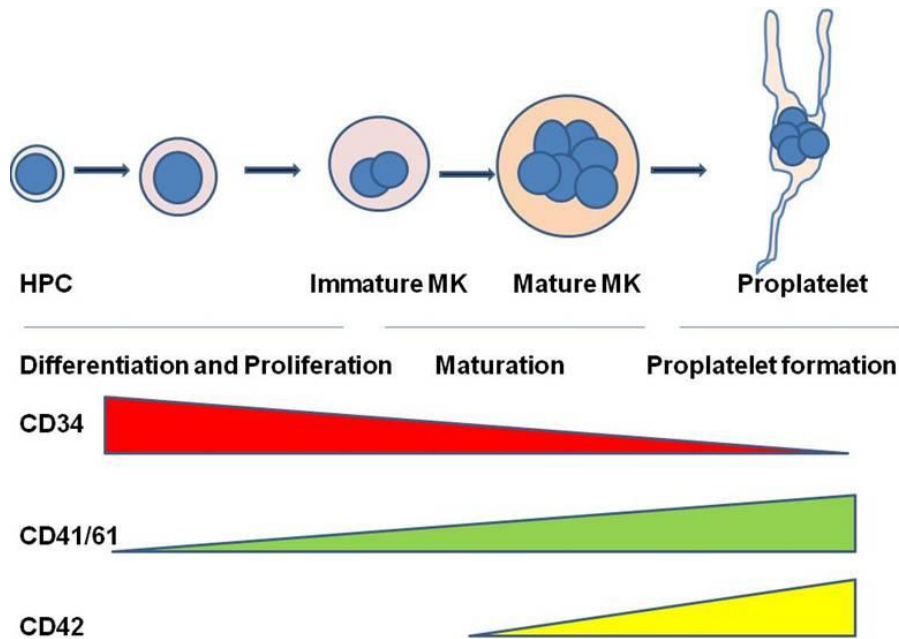 HPC Immature MK Mature MK Proplatelet
Differentiation and Proliferation Maturation Proplatelet formation
CD34
CD41/61
CD42